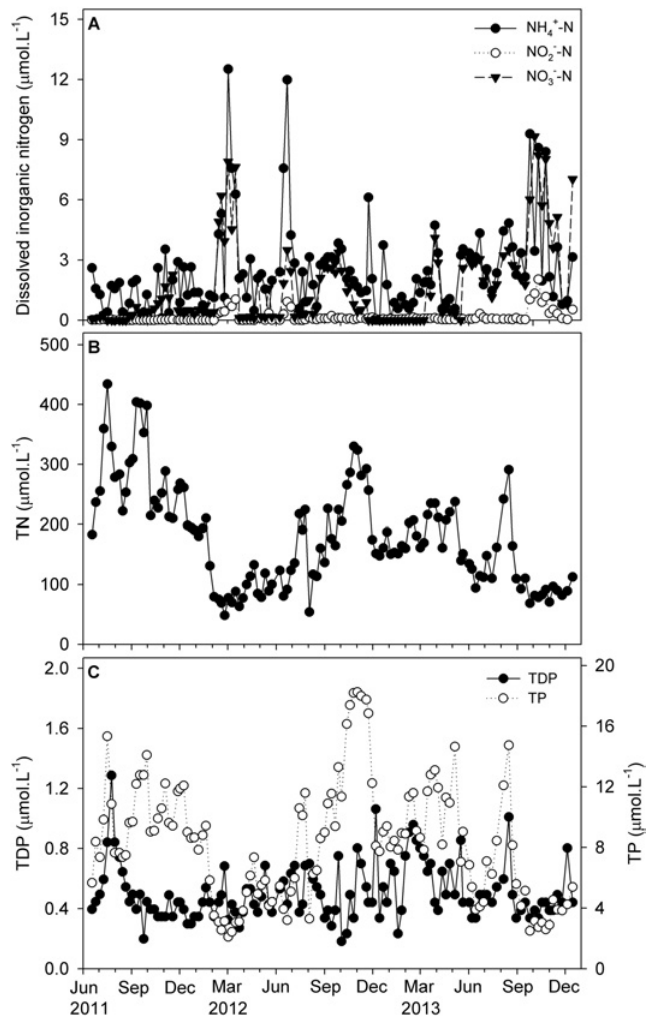 A
NH₄⁺-N
NO₂⁻-N
NO₃⁻-N
Dissolved inorganic nitrogen (μmol.L⁻¹)
15
12
9
6
3
0
B
TN (μmol.L⁻¹)
500
400
300
200
100
0
C
TDP
TP
TDP (μmol.L⁻¹)
2.0
1.6
1.2
0.8
0.4
0.0
TP (μmol.L⁻¹)
20
16
12
8
4
0
Jun Sep Dec Mar Jun Sep Dec Mar Jun Sep Dec
2011 2012 2013